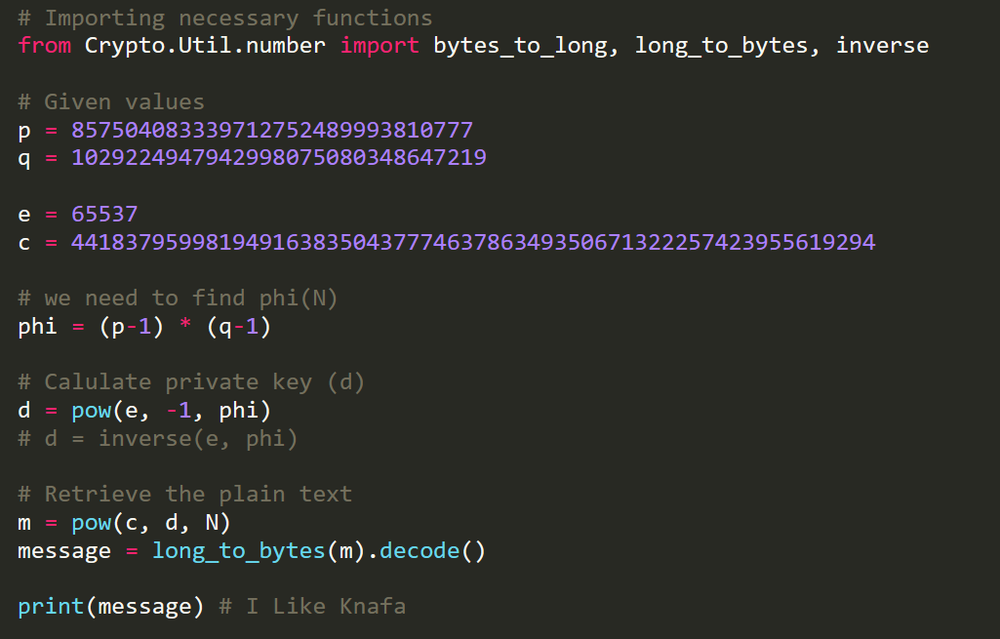 # Importing necessary functions
from Crypto.Util.number import bytes_to_long, long_to_bytes, inverse
# Given values
p = 857504083339712752489993810777
q = 1029224947942998075080348647219
e = 65537
c = 441837959981949163835043777463786349350671322257423955619294
# we need to find phi(N)
phi = (p-1) * (q-1)
# Calulate private key (d)
d = pow(e, -1, phi)
# d = inverse(e, phi)
# Retrieve the plain text
m = pow(c, d, N)
message = long_to_bytes(m).decode()
print(message) # I Like Knafa